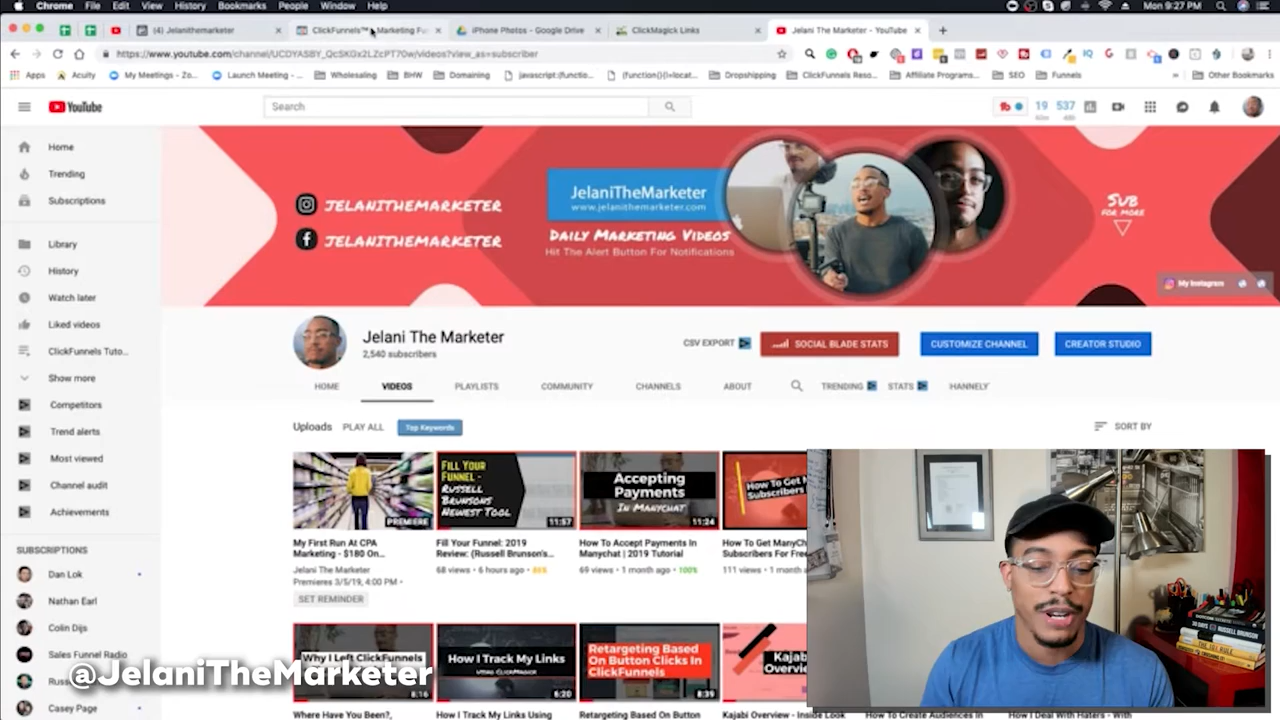 Chrome File Edit View History Bookmarks People Window Help
Mon 9:27 PM
(4) Jelanithemarketer
ClickFunnels™ Marketing Fu
iPhone Photos - Google Drive
ClickMagick Links
Jelani The Marketer - YouTube
Apps Acuity My Meetings - Zo... Launch Meeting -... Wholesaling BHW Domaining javascript:(functio... (function(){!=locat... Dropshipping ClickFunnels Reso... Affiliate Programs... SEO Funnels Other Bookmarks
YouTube
Search
19 537
Home
Trending
Subscriptions
Library
History
Watch later
Liked videos
ClickFunnels Tuto...
Show more
Competitors
Trend alerts
Most viewed
Channel audit
Achievements
SUBSCRIPTIONS
Dan Lok
Nathan Earl
Colin Dijs
Sales Funnel Radio
Casey Page
JELANITHEMARKETER
JELANITHEMARKETER
JelaniTheMarketer
www.jelanithemarketer.com
DAILY MARKETING VIDEOS
Hit The Alert Button For Notifications
SUB
FOR MORE
My Instagram
Jelani The Marketer
2,540 subscribers
CSV EXPORT
SOCIAL BLADE STATS
CUSTOMIZE CHANNEL
CREATOR STUDIO
HOME VIDEOS PLAYLISTS COMMUNITY CHANNELS ABOUT TRENDING STATS HANNELY
Uploads PLAY ALL Top Keywords
SORT BY
PREMIERE
My First Run At CPA
Marketing - $180 On...
Jelani The Marketer
Premieres 3/5/19, 4:00 PM •
SET REMINDER
FILL YOUR
FUNNEL -
RUSSELL
BRUNSONS
NEWEST TOOL
11:57
Fill Your Funnel: 2019
Review: (Russell Brunson's...
68 views • 6 hours ago •
Accepting
Payments
In Manychat
11:24
How To Accept Payments In
Manychat | 2019 Tutorial
69 views • 1 month ago • 100%
How To Get M
Subscribers
How To Get ManyCh
Subscribers For Free
111 views • 1 month a
Why I Left ClickFunnels
8:16
Where Have You Been?,
How I Track My Links
USING CLICKMAGICK
6:20
How I Track My Links Using
Retargeting Based
On Button Clicks In
ClickFunnels
8:39
Retargeting Based On Button
Kajabi
Overview
Kajabi Overview - Inside Look
How To Create Audiences In
How I Deal With Haters - With
@JelaniTheMarketer